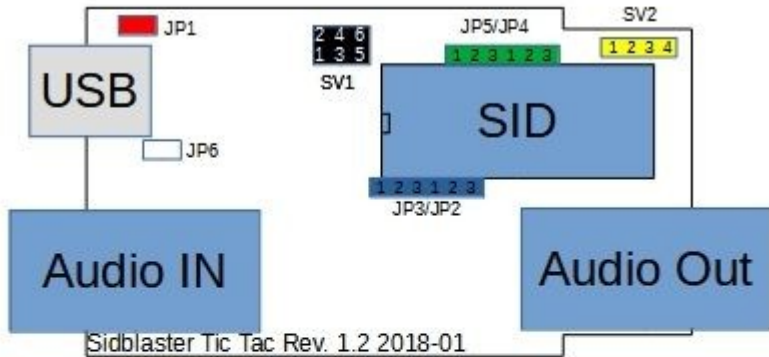 JP1
2 4 6
1 3 5
SV1
JP5/JP4
1 2 3 1 2 3
SV2
1 2 3 4
USB
SID
JP6
1 2 3 1 2 3
JP3/JP2
Audio IN
Audio Out
Sidblaster Tic Tac Rev. 1.2 2018-01